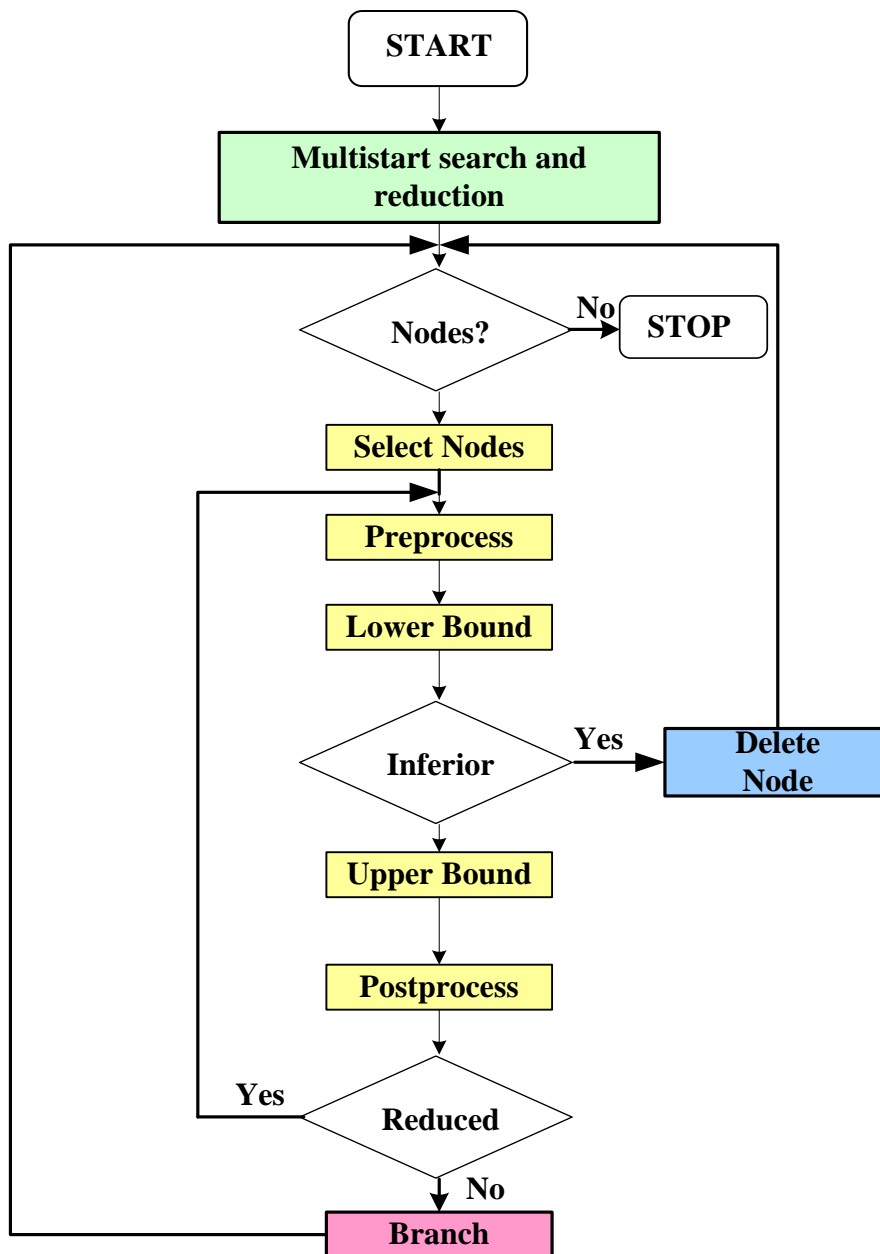 START
Multistart search and
reduction
Nodes?
No
STOP
Select Nodes
Preprocess
Lower Bound
Inferior
Yes
Delete
Node
Upper Bound
Postprocess
Yes
Reduced
No
Branch